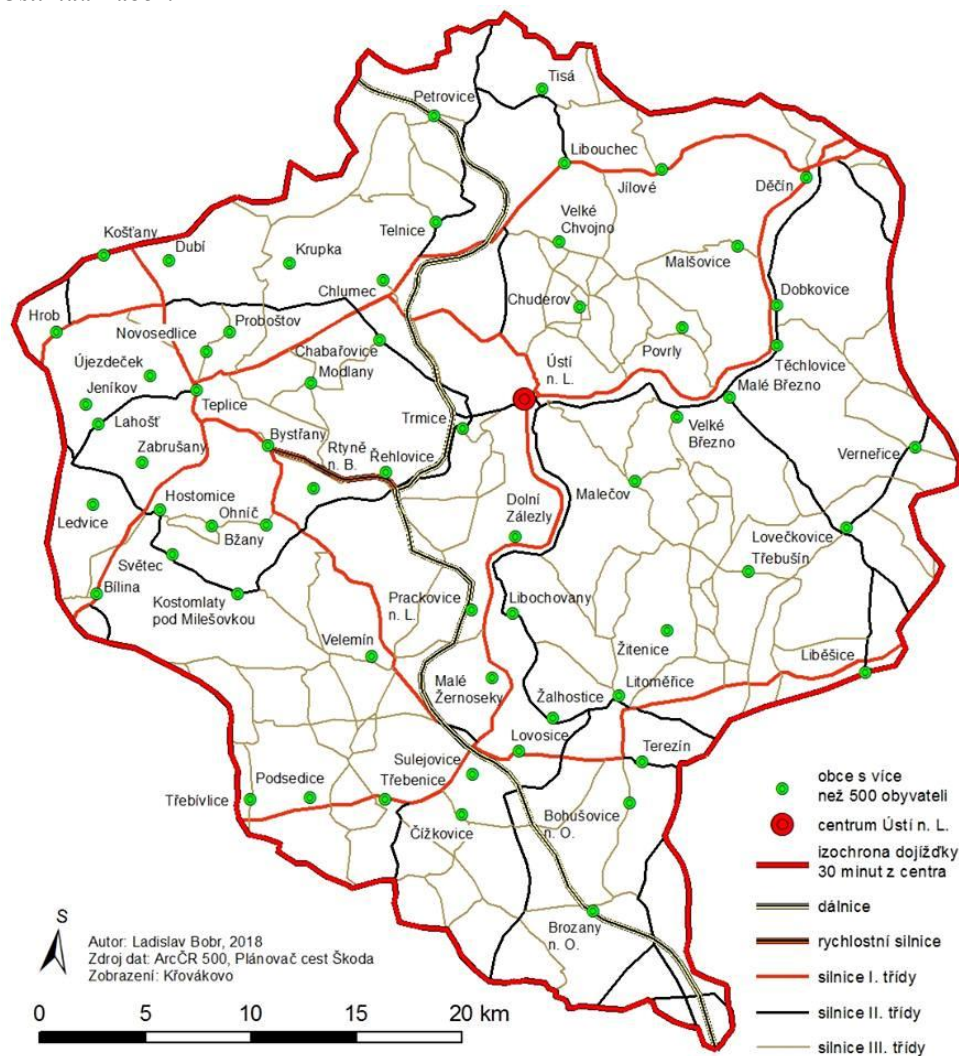 Petrovice
Tisá
Libouchec
Jílové
Děčín
Telnice
Velké
Chvojno
Malšovice
Košťany
Dubí
Krupka
Chlumec
Chuderov
Dobkovice
Hrob
Novosedlice
Proboštov
Povrly
Těchlovice
Újezdeček
Chabařovice
Modlany
Ústí
n. L.
Malé Březno
Jeníkov
Teplice
Lahošť
Trmice
Velké
Březno
Bystřany
Rtyně
n. B.
Řehlovice
Verneřice
Zabrušany
Malečov
Hostomice
Ohníč
Bžany
Ledvice
Dolní
Zálezly
Lovečkovice
Třebušín
Světec
Bílina
Kostomlaty
pod Milešovkou
Prackovice
n. L.
Libochovany
Velemín
Žitenice
Malé
Žernoseky
Litoměřice
Liběšice
Žalhostice
Lovosice
Terezín
Sulejovice
Třebenice
Podsedice
Třebívlice
Čížkovice
Bohušovice
n. O.
Brozany
n. O.
obce s více
než 500 obyvateli
centrum Ústí n. L.
izochrona dojížďky
30 minut z centra
dálnice
rychlostní silnice
silnice I. třídy
silnice II. třídy
silnice III. třídy
S
Autor: Ladislav Bobr, 2018
Zdroj dat: ArcČR 500, Plánovač cest Škoda
Zobrazení: Křovákovo
0 5 10 15 20 km